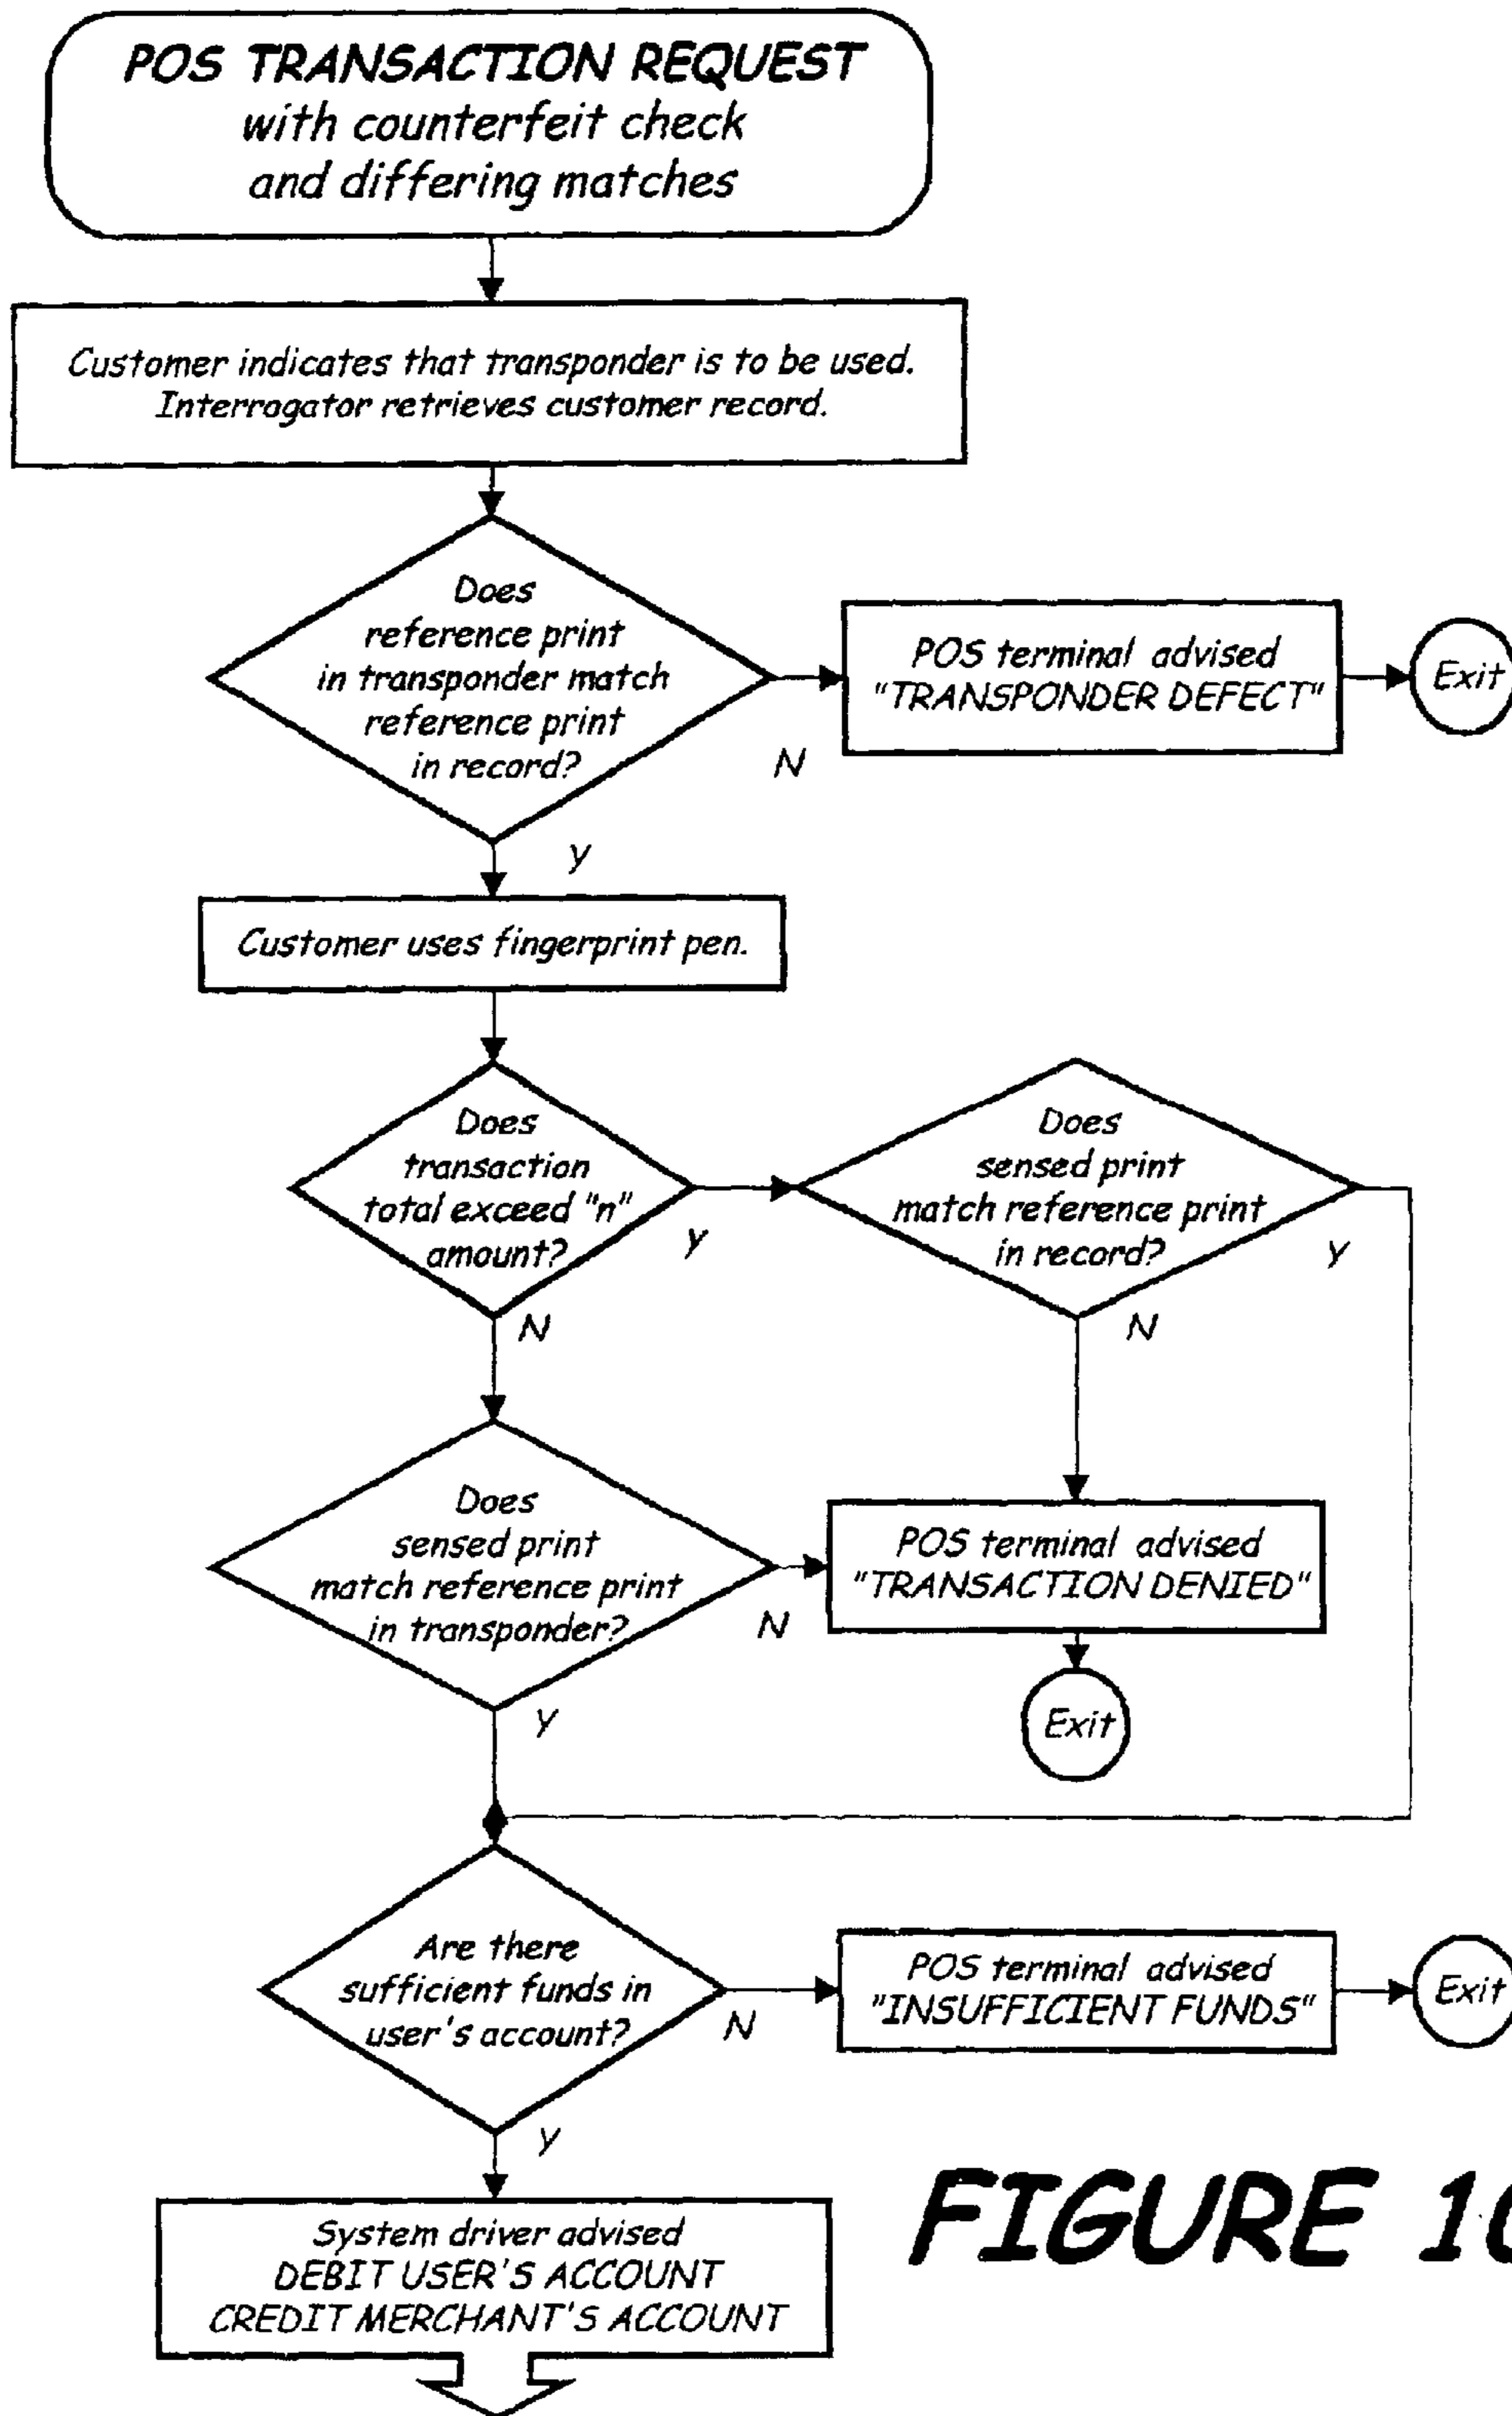 POS TRANSACTION REQUEST
with counterfeit check
and differing matches
Customer indicates that transponder is to be used.
Interrogator retrieves customer record.
Does
reference print
in transponder match
reference print
in record?
N
POS terminal advised
"TRANSPONDER DEFECT"
Exit
y
Customer uses fingerprint pen.
Does
transaction
total exceed "n"
amount?
y
N
Does
sensed print
match reference print
in record?
y
N
Does
sensed print
match reference print
in transponder?
N
y
POS terminal advised
"TRANSACTION DENIED"
Exit
Are there
sufficient funds in
user's account?
N
POS terminal advised
"INSUFFICIENT FUNDS"
Exit
y
System driver advised
DEBIT USER'S ACCOUNT
CREDIT MERCHANT'S ACCOUNT
FIGURE